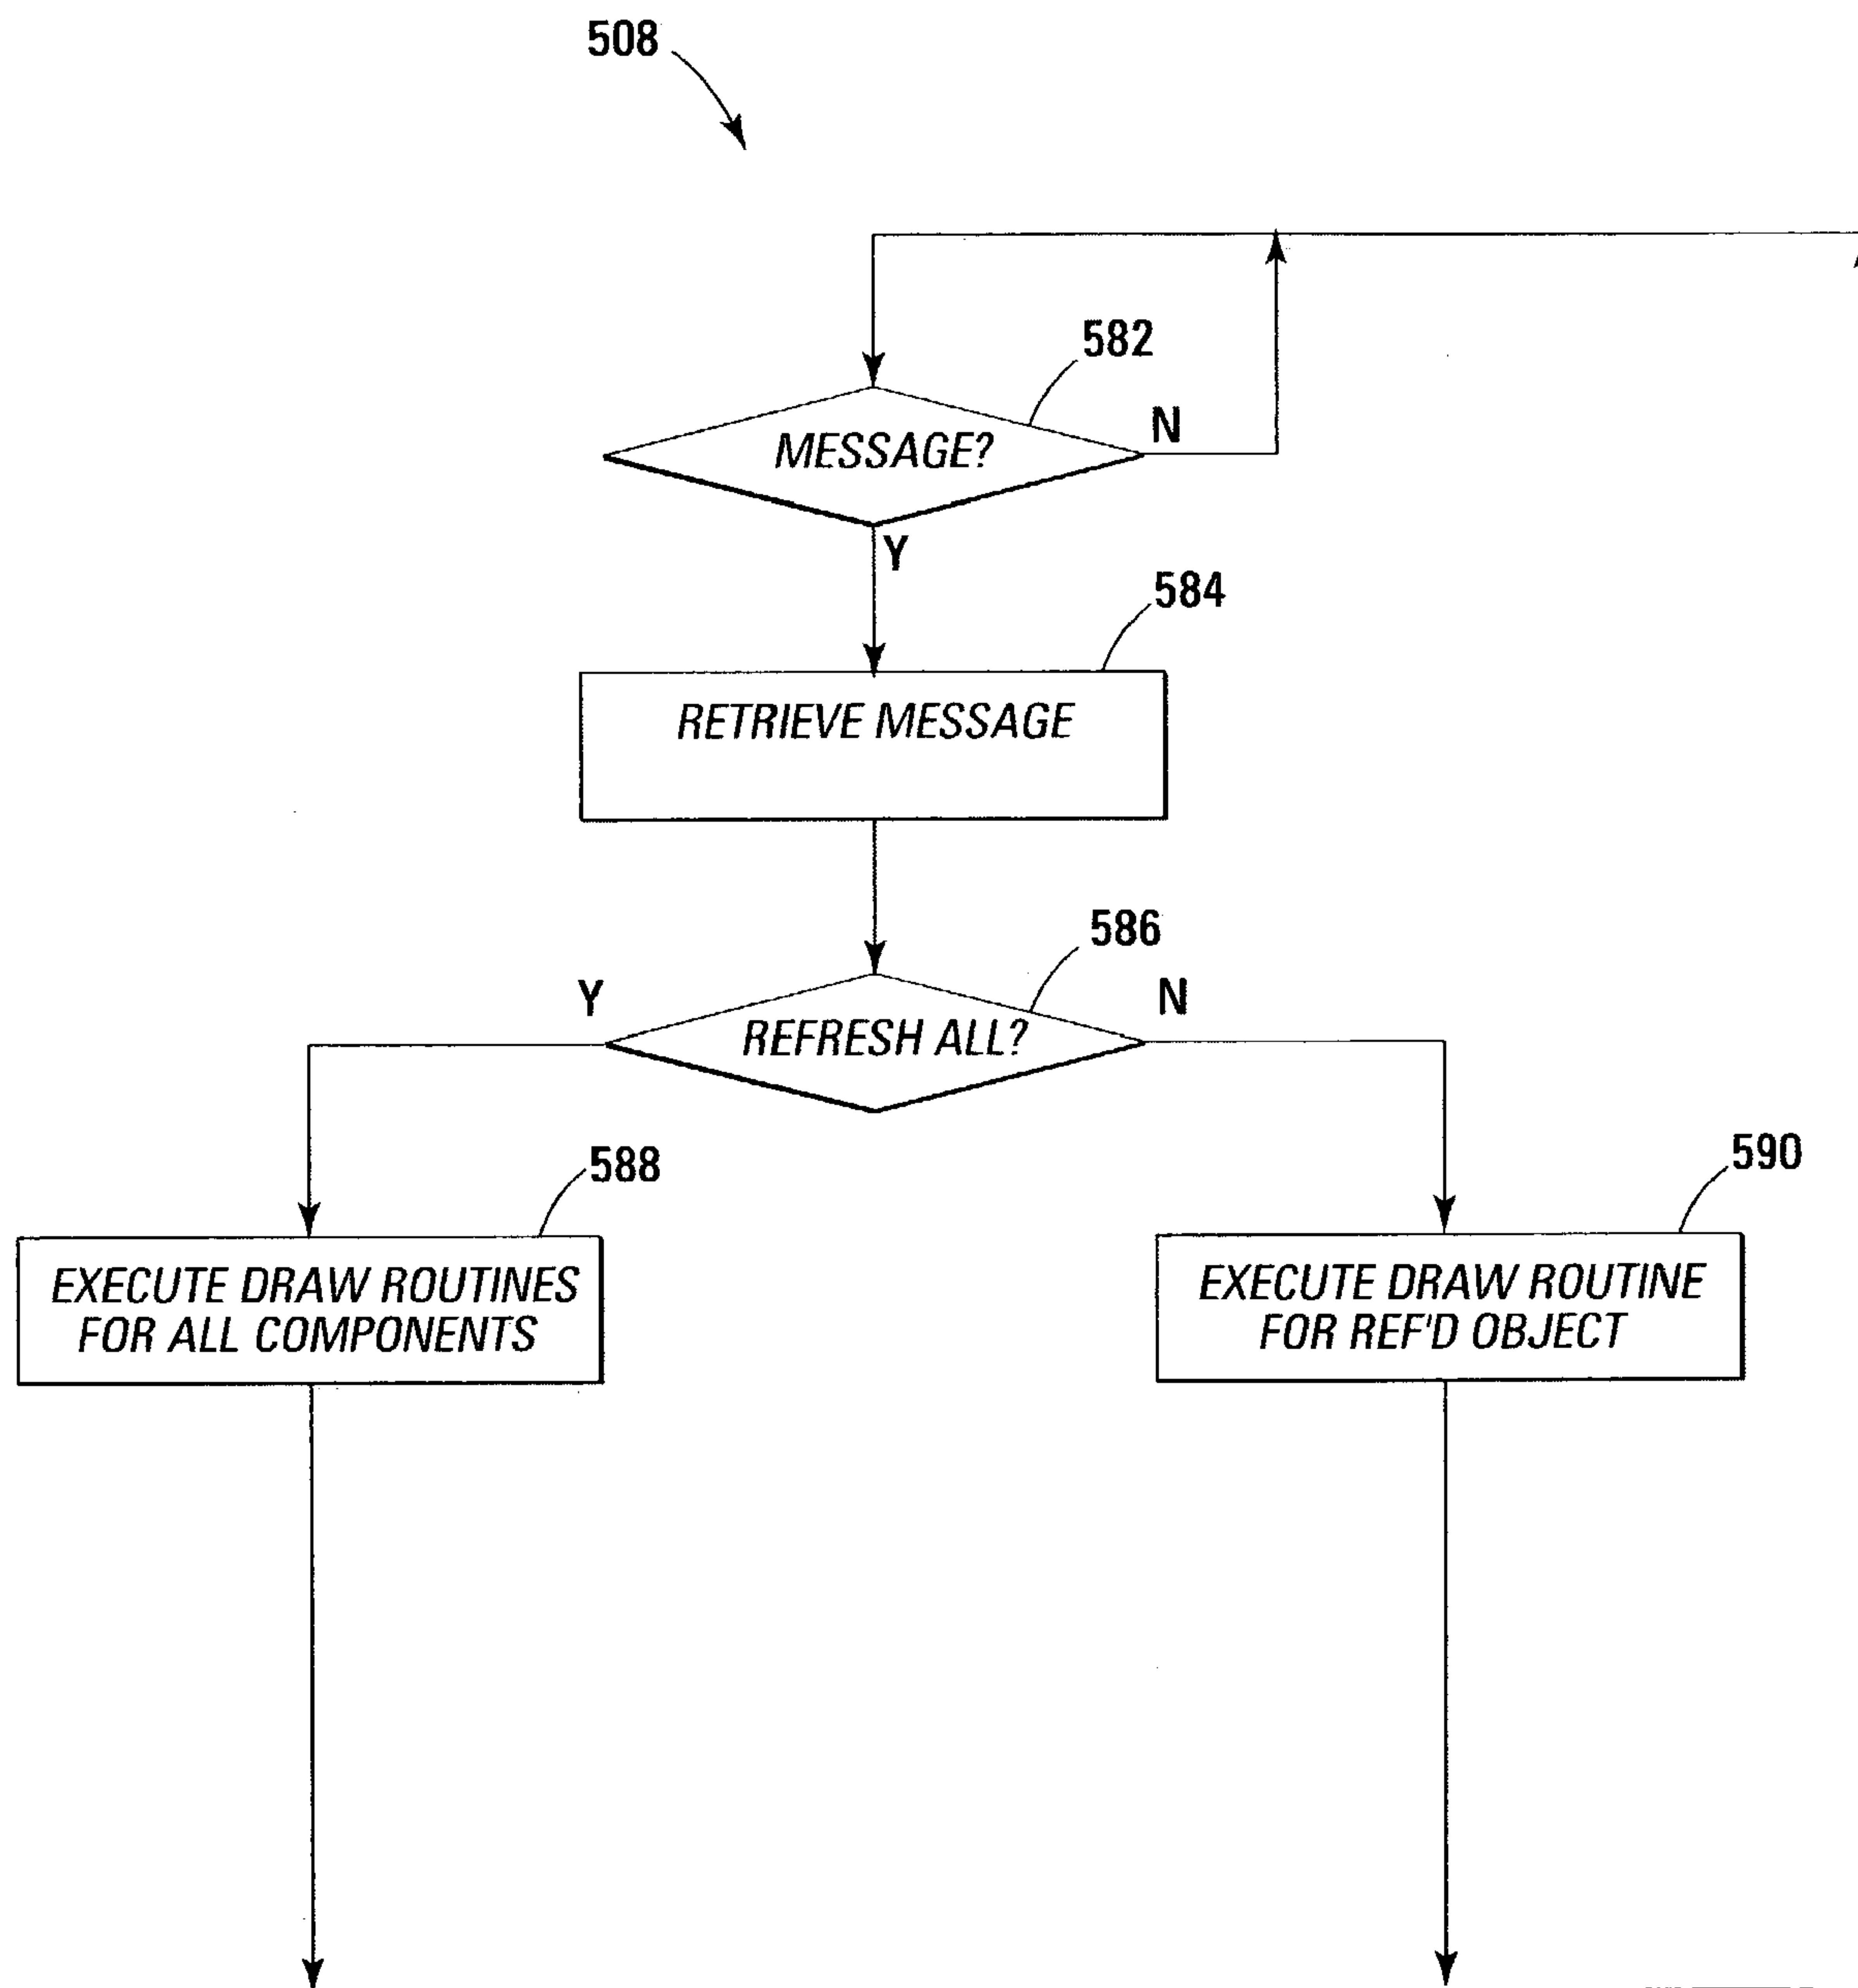 508
582
MESSAGE?
N
Y
584
RETRIEVE MESSAGE
586
Y
N
REFRESH ALL?
588
590
EXECUTE DRAW ROUTINES
FOR ALL COMPONENTS
EXECUTE DRAW ROUTINE
FOR REF'D OBJECT